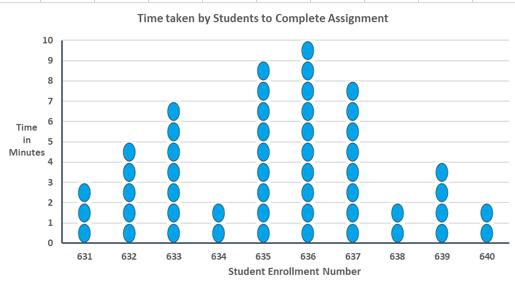 Time taken by Students to Complete Assignment
10
9
8
7
6
5
4
3
2
1
0
Time
in
Minutes
631 632 633 634 635 636 637 638 639 640
Student Enrollment Number